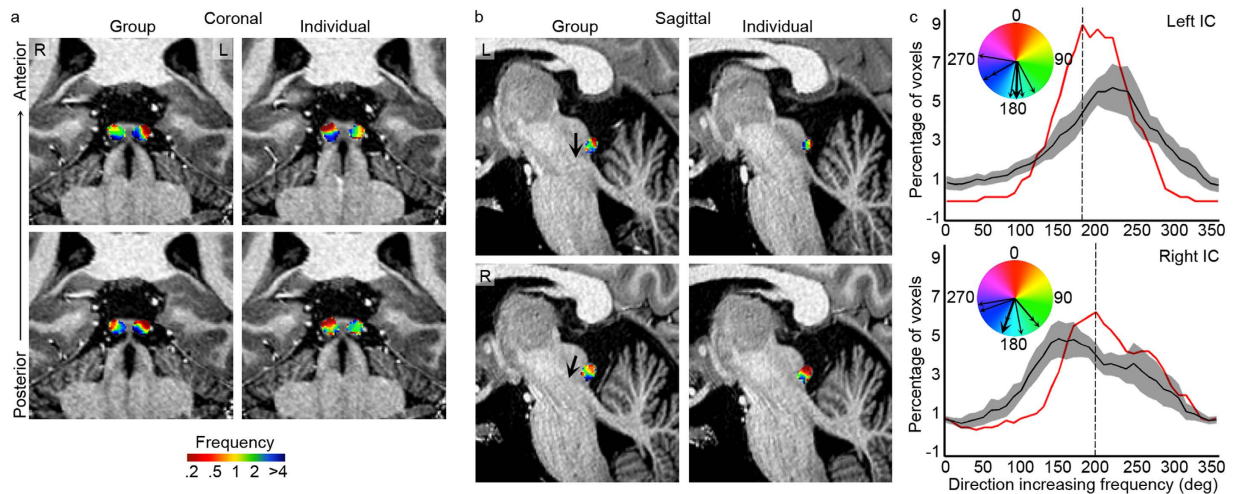 a
Coronal
Group
Individual
R
L
Anterior
Posterior
Frequency
.2 .5 1 2 >4
b
Sagittal
Group
Individual
L
R
c
Left IC
Percentage of voxels
9
7
5
3
1
-1
0
90
180
270
0 50 100 150 200 250 300 350
Right IC
Percentage of voxels
9
7
5
3
1
-1
0
90
180
270
0 50 100 150 200 250 300 350
Direction increasing frequency (deg)